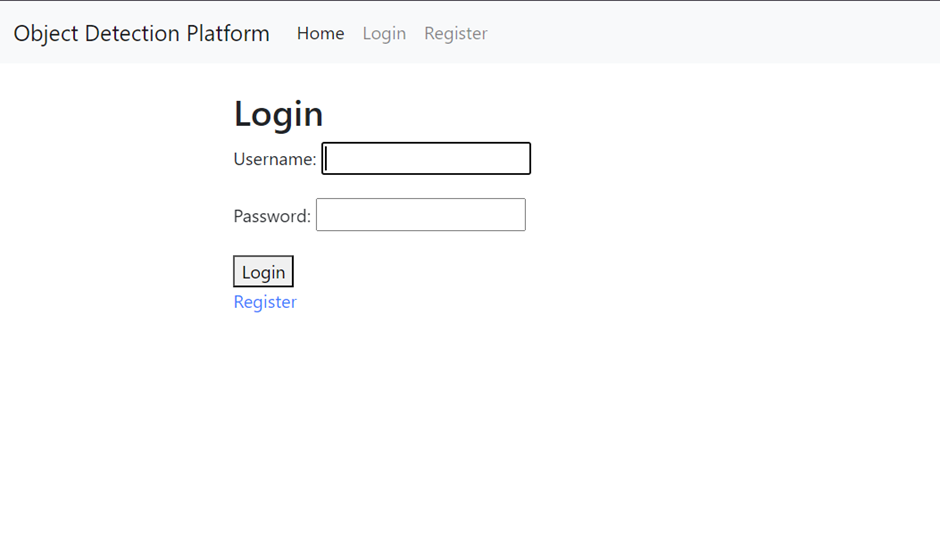 Object Detection Platform Home Login Register
Login
Username:
Password:
Login
Register